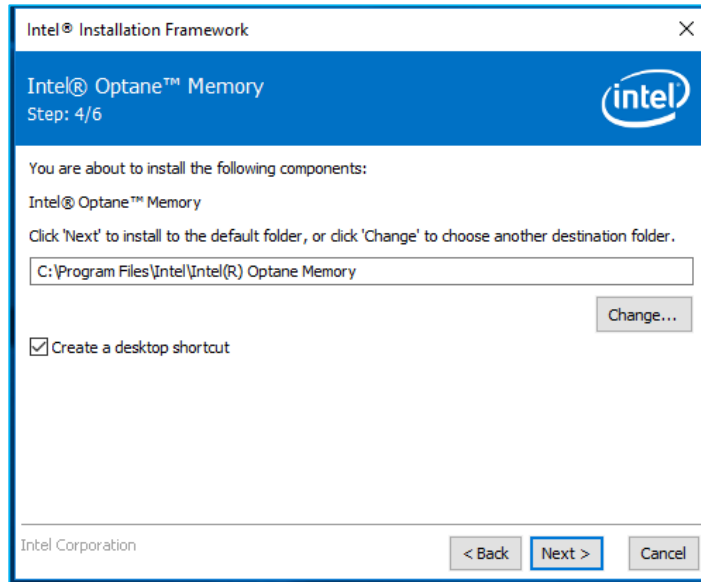 Intel® Installation Framework
Intel® Optane™ Memory
Step: 4/6
intel
You are about to install the following components:
Intel® Optane™ Memory
Click 'Next' to install to the default folder, or click 'Change' to choose another destination folder.
C:\Program Files\Intel\Intel(R) Optane Memory
Change...
Create a desktop shortcut
Intel Corporation
< Back
Next >
Cancel